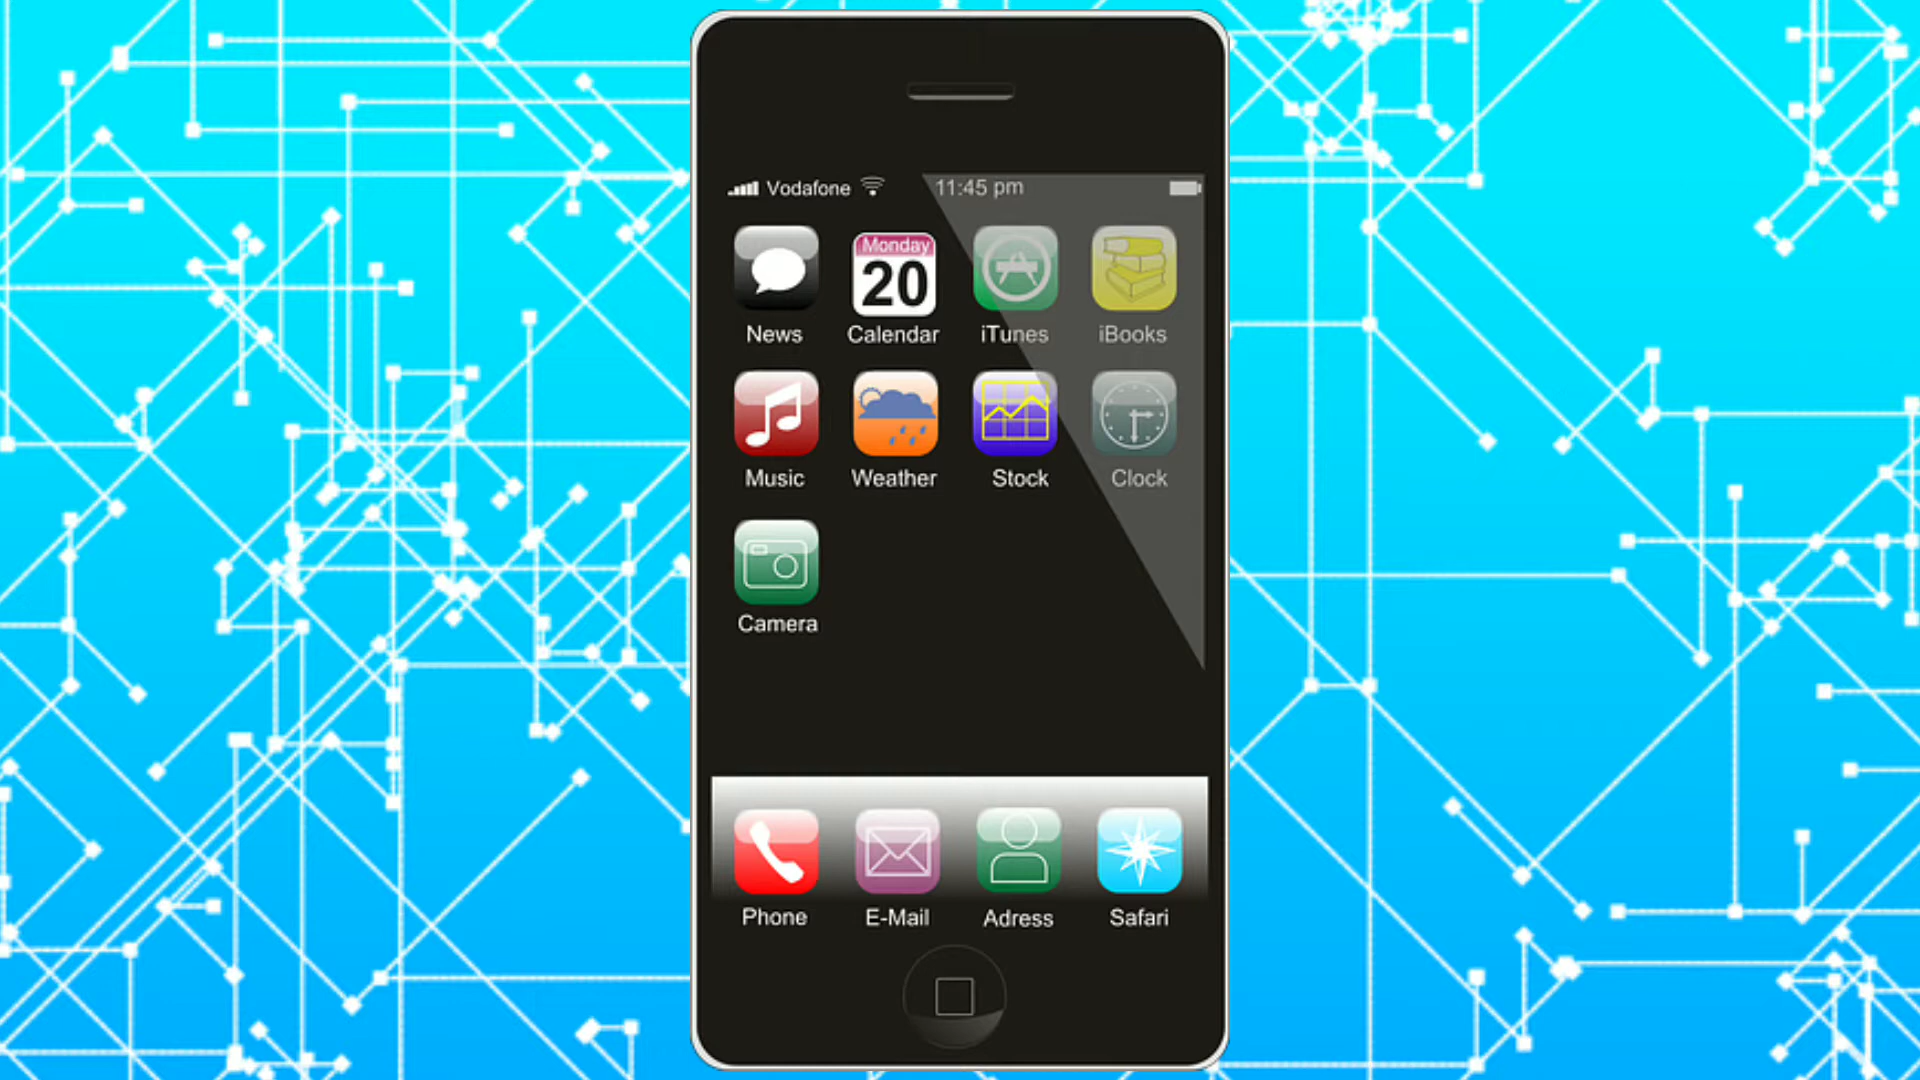 Vodafone 11:45 pm
Monday
20
News Calendar iTunes iBooks
Music Weather Stock Clock
Camera
Phone E-Mail Adress Safari